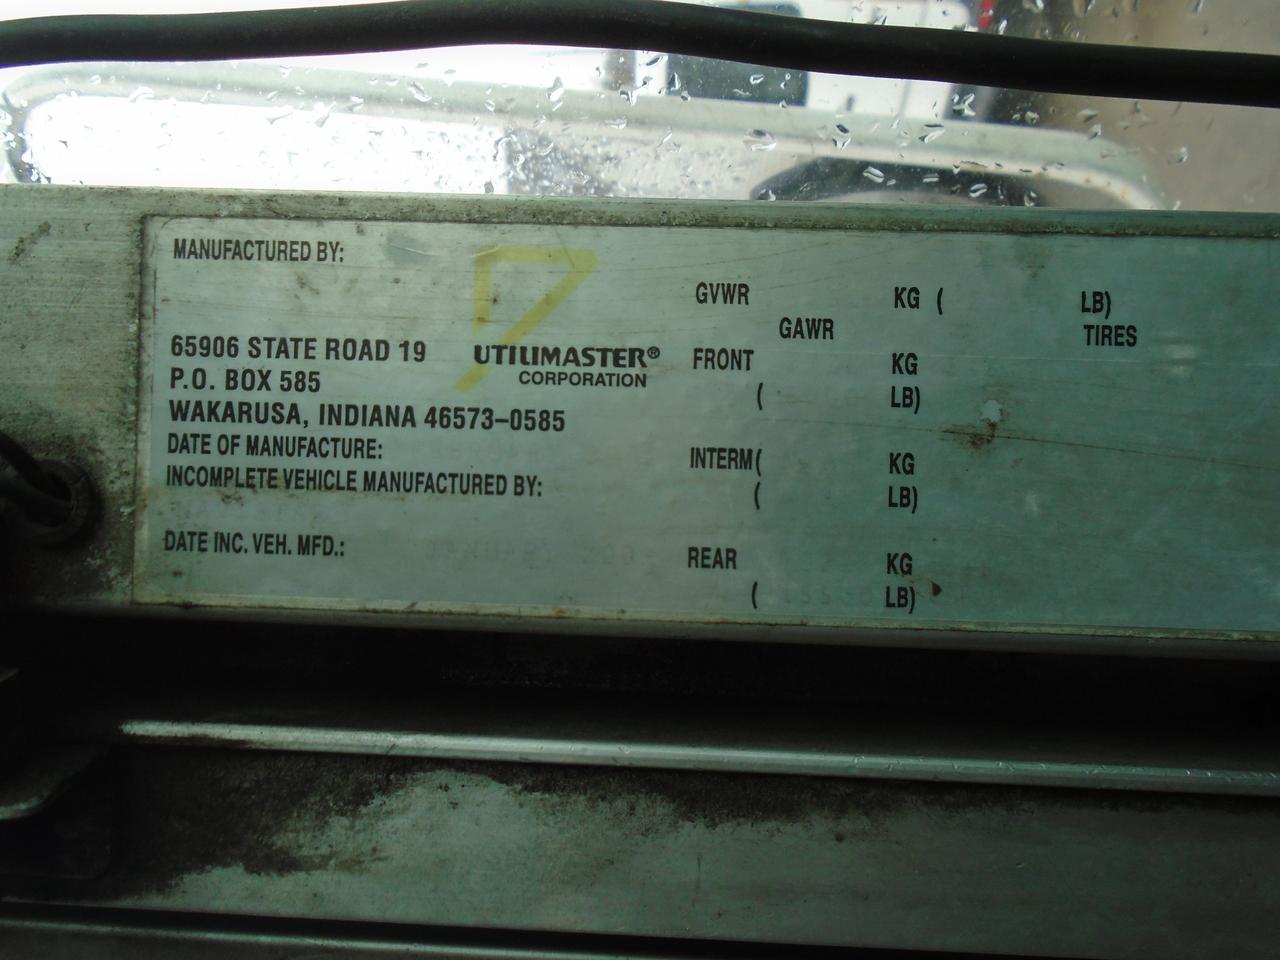 MANUFACTURED BY:
65906 STATE ROAD 19
P.O. BOX 585
WAKARUSA, INDIANA 46573-0585
UTILIMASTER®
CORPORATION
DATE OF MANUFACTURE:
INCOMPLETE VEHICLE MANUFACTURED BY:
DATE INC. VEH. MFD.:
GVWR KG ( LB)
GAWR TIRES
FRONT KG
( LB)
INTERM( KG
( LB)
REAR KG
( LB)